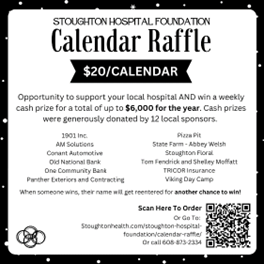 STOUGHTON HOSPITAL FOUNDATION
Calendar Raffle
$20/CALENDAR
Opportunity to support your local hospital AND win a weekly
cash prize for a total of up to $6,000 for the year. Cash prizes
were generously donated by 12 local sponsors.
1901 Inc.
AM Solutions
Conant Automotive
Old National Bank
One Community Bank
Panther Exteriors and Contracting
Pizza Pit
State Farm - Abbey Welsh
Stoughton Floral
Tom Fendrick and Shelley Moffatt
TRICOR Insurance
Viking Day Camp
When someone wins, their name will get reentered for another chance to win!
Scan Here To Order
Or Go To:
Stoughtonhealth.com/stoughton-hospital-
foundation/calendar-raffle/
Or call 608-873-2334